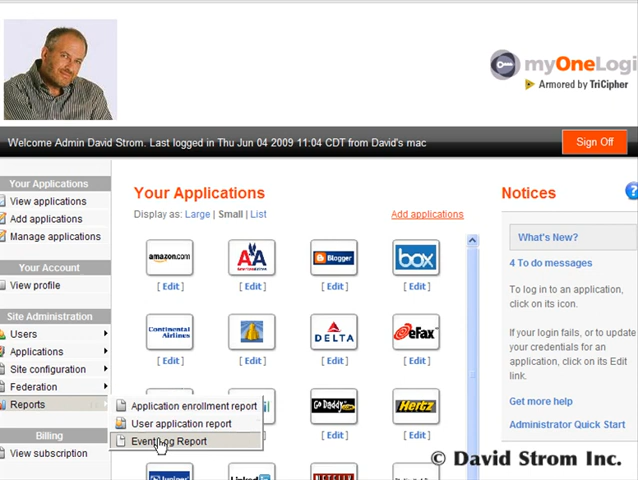 myOneLogi
Armored by TriCipher
Welcome Admin David Strom. Last logged in Thu Jun 04 2009 11:04 CDT from David's mac
Sign Off
Your Applications
View applications
Add applications
Manage applications
Your Account
View profile
Site Administration
Users
Applications
Site configuration
Federation
Reports
Application enrollment report
User application report
Event Log Report
Billing
View subscription
Your Applications
Display as: Large | Small | List
Add applications
amazon.com
AA
Blogger
box
[ Edit ]
[ Edit ]
[ Edit ]
[ Edit ]
Continental
Airlines
DELTA
eFax
[ Edit ]
[ Edit ]
[ Edit ]
[ Edit ]
Go Daddy.com
Hertz
[ Edit ]
[ Edit ]
Juniper
Linked
NETFLIX
Notices
?
What's New?
4 To do messages
To log in to an application,
click on its icon.
If your login fails, or to update
your credentials for an
application, click on its Edit
link.
Get more help
Administrator Quick Start
© David Strom Inc.